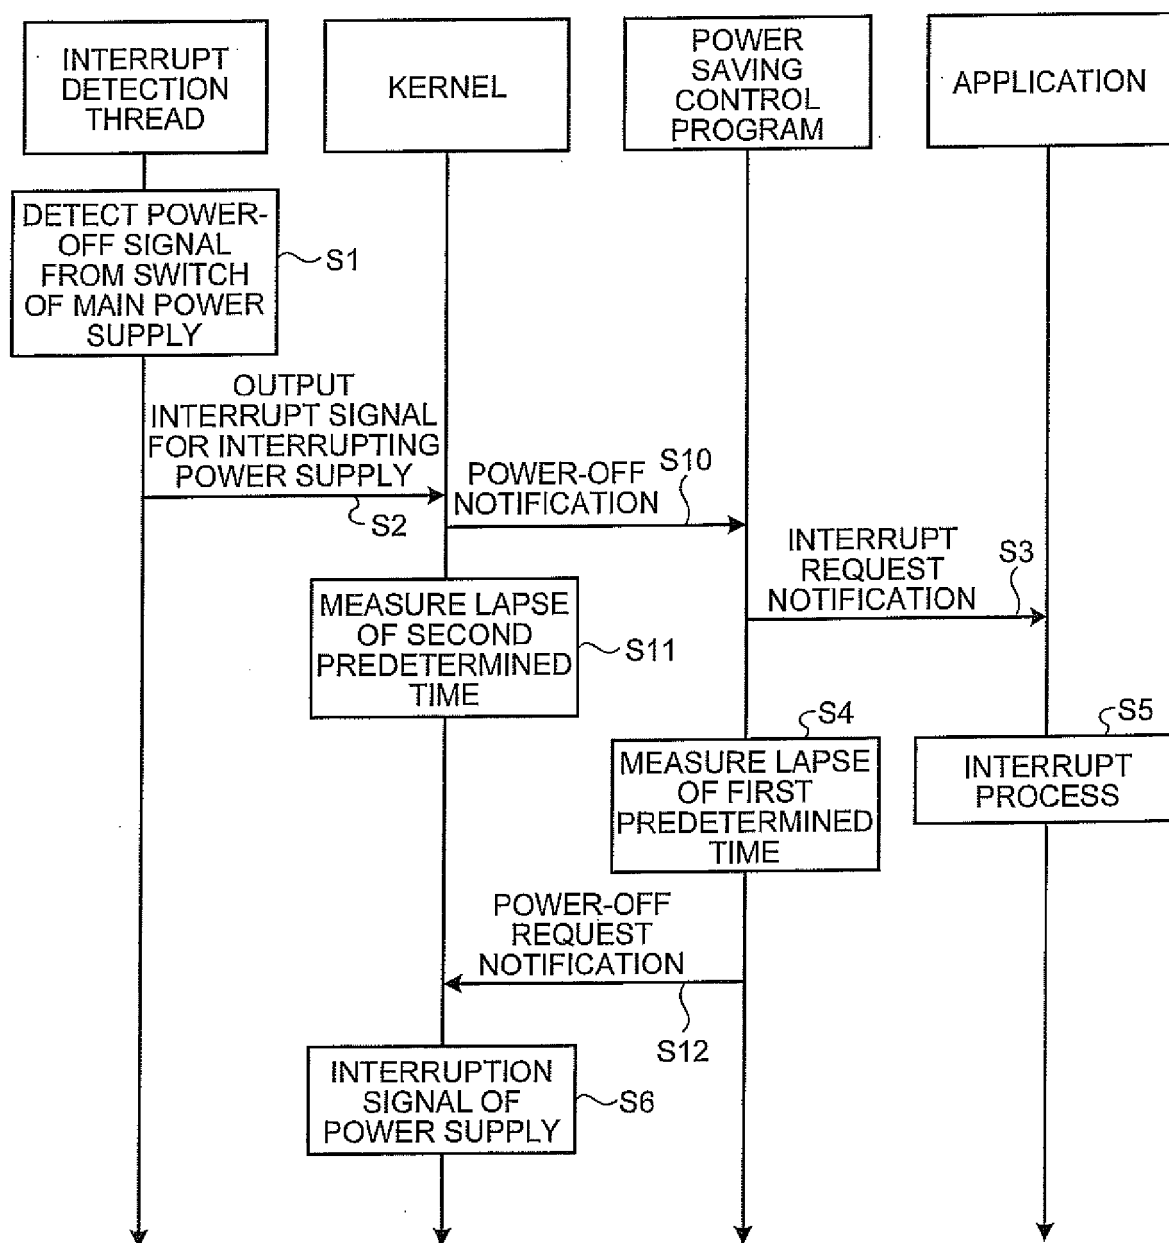 INTERRUPT
DETECTION
THREAD
KERNEL
POWER
SAVING
CONTROL
PROGRAM
APPLICATION
DETECT POWER-
OFF SIGNAL
FROM SWITCH
OF MAIN POWER
SUPPLY
S1
OUTPUT
INTERRUPT SIGNAL
FOR INTERRUPTING
POWER SUPPLY
S2
POWER-OFF
NOTIFICATION
S10
INTERRUPT
REQUEST
NOTIFICATION
S3
MEASURE LAPSE
OF SECOND
PREDETERMINED
TIME
S11
MEASURE LAPSE
OF FIRST
PREDETERMINED
TIME
S4
INTERRUPT
PROCESS
S5
POWER-OFF
REQUEST
NOTIFICATION
S12
INTERRUPTION
SIGNAL OF
POWER SUPPLY
S6